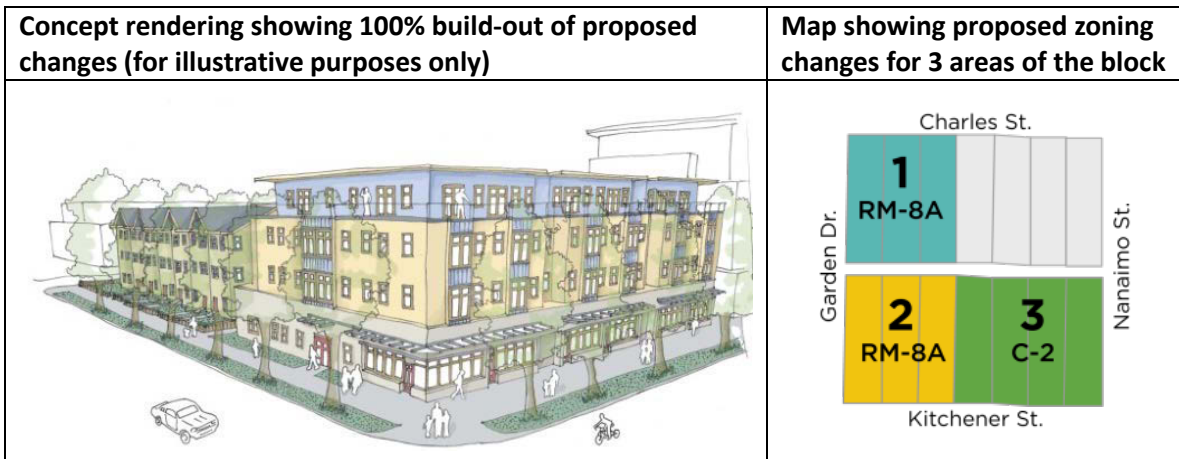 Concept rendering showing 100% build-out of proposed
changes (for illustrative purposes only)
Map showing proposed zoning
changes for 3 areas of the block
Charles St.
1
RM-8A
Garden Dr.
Nanaimo St.
2
RM-8A
3
C-2
Kitchener St.